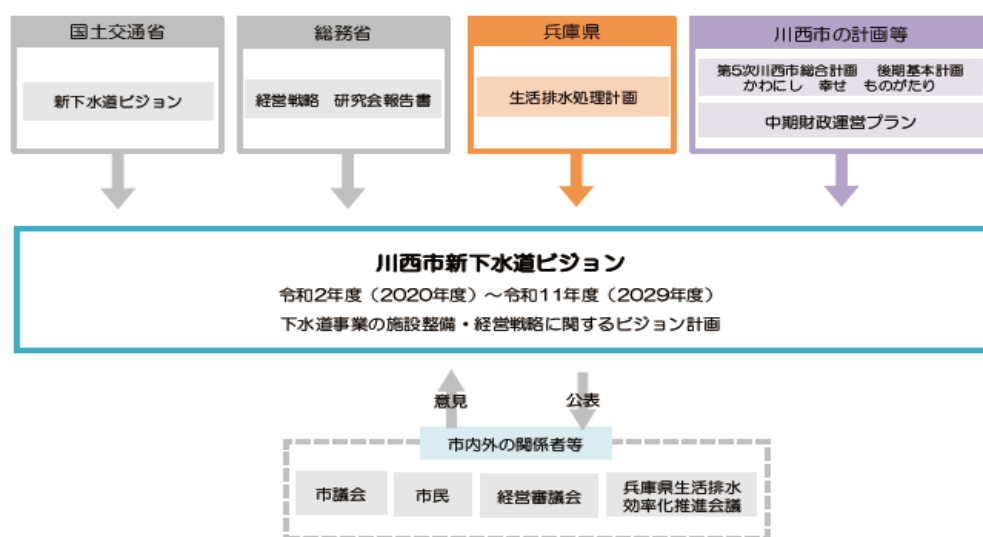 国土交通省
新下水道ビジョン
総務省
経営戦略 研究会報告書
兵庫県
生活排水処理計画
川西市の計画等
第5次川西市総合計画 後期基本計画
かわにし 幸せ ものがたり
中期財政運営プラン
川西市新下水道ビジョン
令和2年度（2020年度）～令和11年度（2029年度）
下水道事業の施設整備・経営戦略に関するビジョン計画
意見
公表
市内外の関係者等
市議会
市民
経営審議会
兵庫県生活排水
効率化推進会議